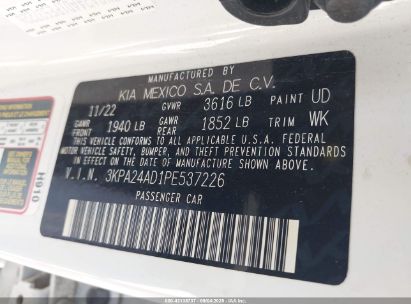 MANUFACTURED BY
KIA MEXICO S.A. DE C.V.
11/22 GVWR 3616 LB PAINT UD
GAWR FRONT 1940 LB GAWR REAR 1852 LB TRIM WK
THIS VEHICLE CONFORMS TO ALL APPLICABLE U.S.A. FEDERAL
MOTOR VEHICLE SAFETY, BUMPER, AND THEFT PREVENTION STANDARDS
IN EFFECT ON THE DATE OF MANUFACTURE SHOWN ABOVE.
V.I.N. 3KPA24AD1PE537226
PASSENGER CAR
H910